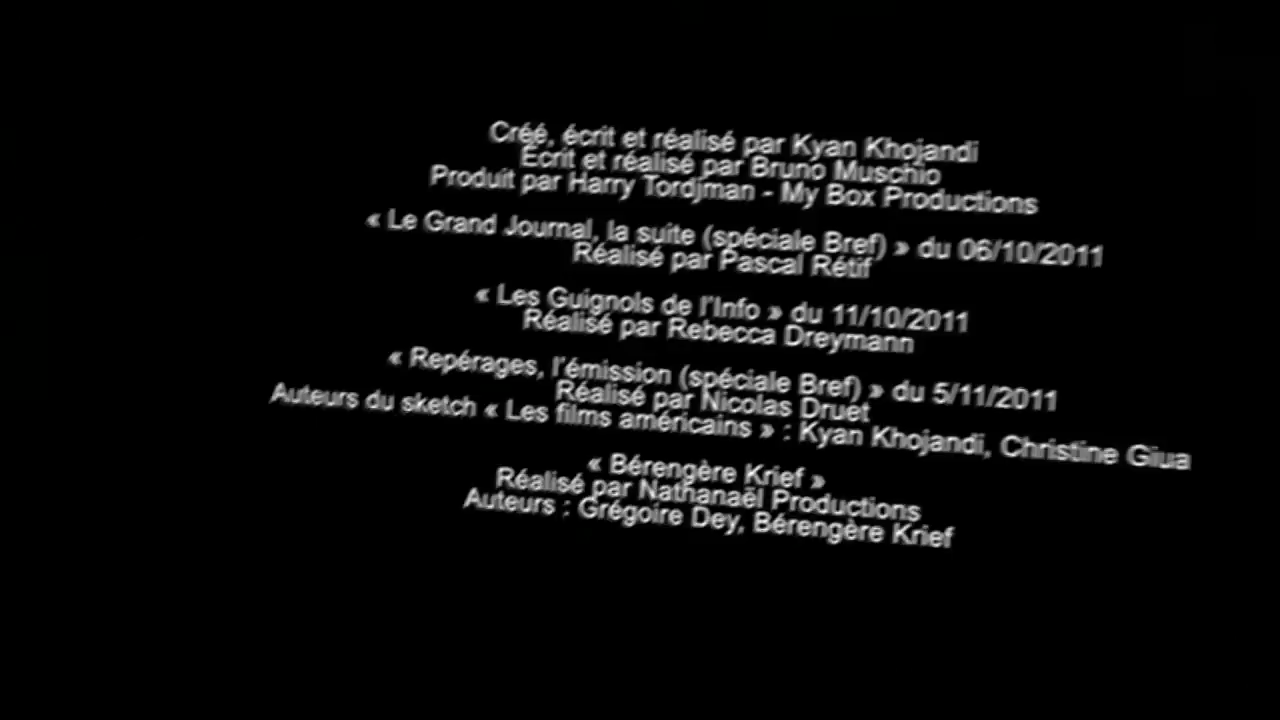 Créé, écrit et réalisé par Kyan Khojandi
Écrit et réalisé par Bruno Muschio
Produit par Harry Tordjman - My Box Productions
« Le Grand Journal, la suite (spéciale Bref) » du 06/10/2011
Réalisé par Pascal Rétif
« Les Guignols de l'Info » du 11/10/2011
Réalisé par Rebecca Dreymann
« Repérages, l'émission (spéciale Bref) » du 5/11/2011
Réalisé par Nicolas Druet
Auteurs du sketch « Les films américains » : Kyan Khojandi, Christine Giua
« Bérengère Krief »
Réalisé par Nathanaël Productions
Auteurs : Grégoire Dey, Bérengère Krief